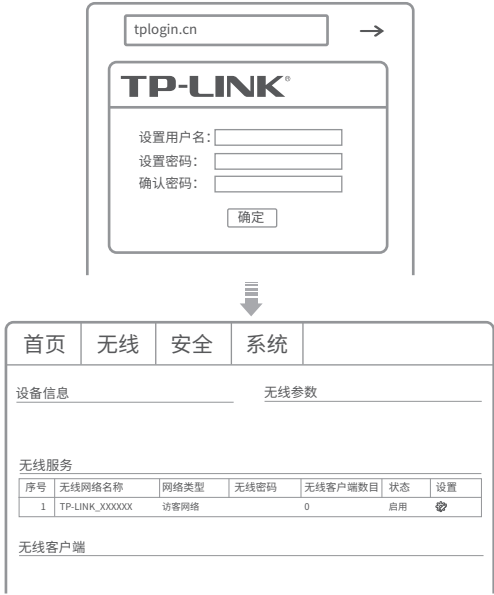 tplogin.cn
TP-LINK®
设置用户名：
设置密码：
确认密码：
确定
首页 无线 安全 系统
设备信息 无线参数
无线服务
序号 无线网络名称 网络类型 无线密码 无线客户端数目 状态 设置
1 TP-LINK_XXXXXX 访客网络 0 启用
无线客户端